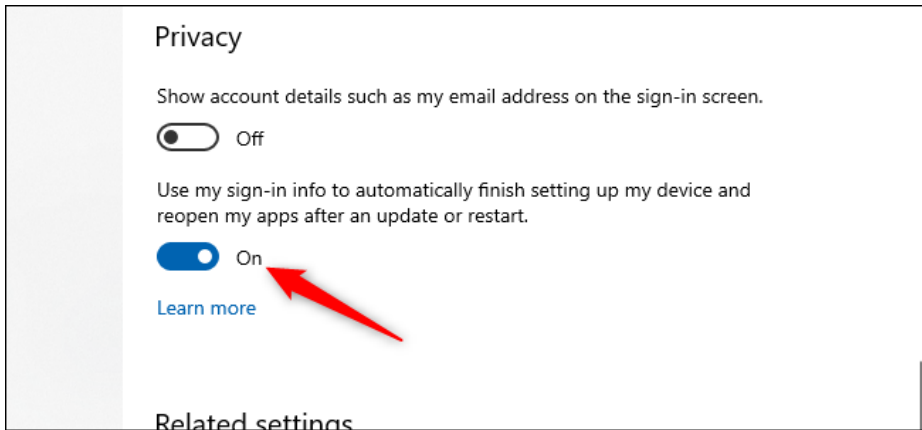 Privacy
Show account details such as my email address on the sign-in screen.
Off
Use my sign-in info to automatically finish setting up my device and
reopen my apps after an update or restart.
On
Learn more
Related settings